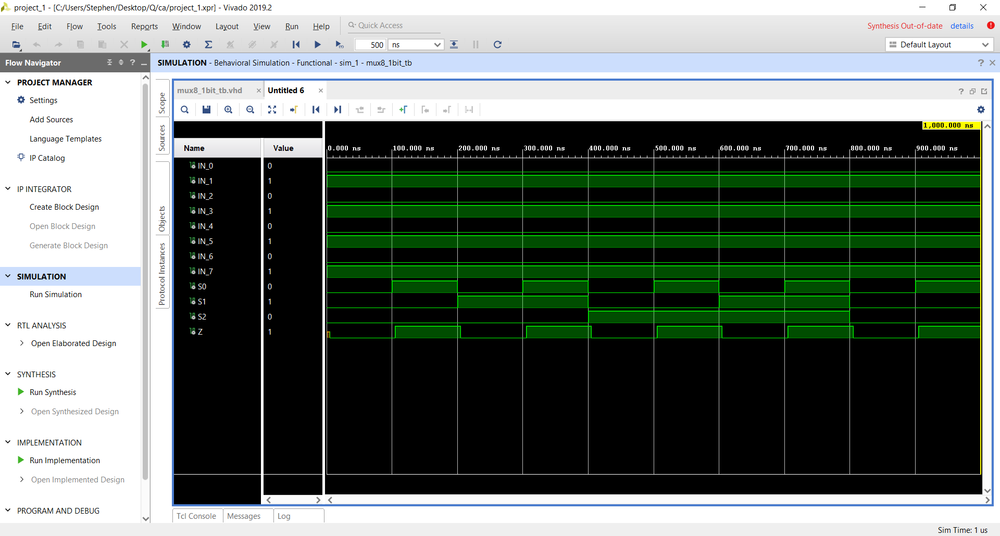 project_1 - [C:/Users/Stephen/Desktop/Q/ca/project_1.xpr] - Vivado 2019.2
File Edit Flow Tools Reports Window Layout View Run Help Quick Access
Synthesis Out-of-date details
500 ns
Default Layout
Flow Navigator
SIMULATION - Behavioral Simulation - Functional - sim_1 - mux8_1bit_tb
PROJECT MANAGER
Settings
Add Sources
Language Templates
IP Catalog
IP INTEGRATOR
Create Block Design
Open Block Design
Generate Block Design
SIMULATION
Run Simulation
RTL ANALYSIS
Open Elaborated Design
SYNTHESIS
Run Synthesis
Open Synthesized Design
IMPLEMENTATION
Run Implementation
Open Implemented Design
PROGRAM AND DEBUG
Scope
Sources
Objects
Protocol Instances
mux8_1bit_tb.vhd
Untitled 6
1,000.000 ns
Name Value
0.000 ns 100.000 ns 200.000 ns 300.000 ns 400.000 ns 500.000 ns 600.000 ns 700.000 ns 800.000 ns 900.000 ns
IN_0 0
IN_1 1
IN_2 0
IN_3 1
IN_4 0
IN_5 1
IN_6 0
IN_7 1
S0 0
S1 1
S2 0
Z 1
Tcl Console Messages Log
Sim Time: 1 us